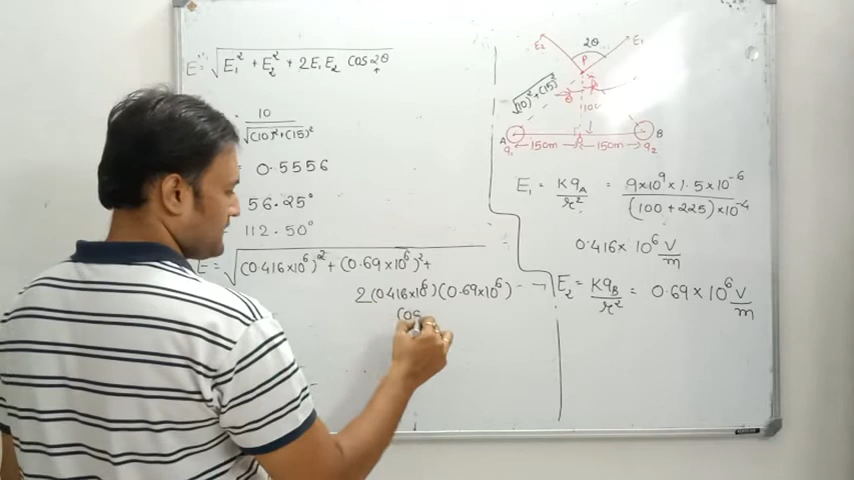 E = √E₁² + E₂² + 2E₁E₂ cos 2θ
10
√(10)²+(15)²
0.5556
56.25°
112.50°
E = √(0.416×10⁶)² + (0.69×10⁶)² +
2(0.416×10⁶)(0.69×10⁶)
Cos
E₂ 2θ E₁
P
√(10)²+(15)²
θ
A B
q₁ 15cm 15cm q₂
E₁ = Kq_A/r² = 9×10⁹×1.5×10⁻⁶/(100+225)×10⁻⁴
0.416×10⁶ V/m
E₂ = Kq_B/r² = 0.69×10⁶ V/m